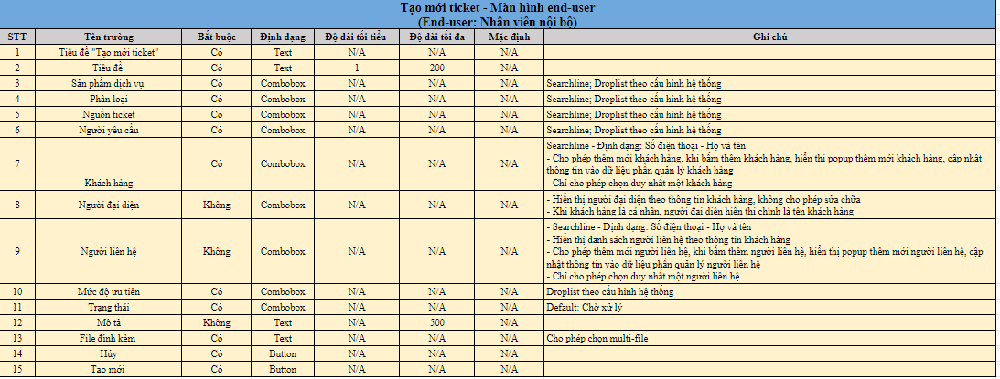 Tạo mới ticket - Màn hình end-user
(End-user: Nhân viên nội bộ)
STT Tên trường Bắt buộc Định dạng Độ dài tối tiểu Độ dài tối đa Mặc định Ghi chú
1 Tiêu đề "Tạo mới ticket" Có Text N/A N/A N/A
2 Tiêu đề Có Text 1 200 N/A
3 Sản phẩm dịch vụ Có Combobox N/A N/A N/A Searchline; Droplist theo cấu hình hệ thống
4 Phân loại Có Combobox N/A N/A N/A Searchline; Droplist theo cấu hình hệ thống
5 Nguồn ticket Có Combobox N/A N/A N/A Searchline; Droplist theo cấu hình hệ thống
6 Người yêu cầu Có Combobox N/A N/A N/A Searchline; Droplist theo cấu hình hệ thống
7 Khách hàng Có Combobox N/A N/A N/A Searchline - Định dạng: Số điện thoại - Họ và tên
- Cho phép thêm mới khách hàng, khi bấm thêm khách hàng, hiển thị popup thêm mới khách hàng, cập nhật
thông tin vào dữ liệu phần quản lý khách hàng
- Chỉ cho phép chọn duy nhất một khách hàng
8 Người đại diện Không Combobox N/A N/A N/A - Hiển thị người đại diện theo thông tin khách hàng, không cho phép sửa chữa
- Khi khách hàng là cá nhân, người đại diện hiển thị chính là tên khách hàng
9 Người liên hệ Không Combobox N/A N/A N/A - Searchline - Định dạng: Số điện thoại - Họ và tên
- Hiển thị danh sách người liên hệ theo thông tin khách hàng
- Cho phép thêm mới người liên hệ, khi bấm thêm người liên hệ, hiển thị popup thêm mới người liên hệ, cập
nhật thông tin vào dữ liệu phần quản lý người liên hệ
- Chỉ cho phép chọn duy nhất một người liên hệ
10 Mức độ ưu tiên Có Combobox N/A N/A N/A Droplist theo cấu hình hệ thống
11 Trạng thái Có Combobox N/A N/A N/A Default: Chờ xử lý
12 Mô tả Không Text N/A 500 N/A
13 File đính kèm Có Text N/A N/A N/A Cho phép chọn multi-file
14 Hủy Có Button N/A N/A N/A
15 Tạo mới Có Button N/A N/A N/A